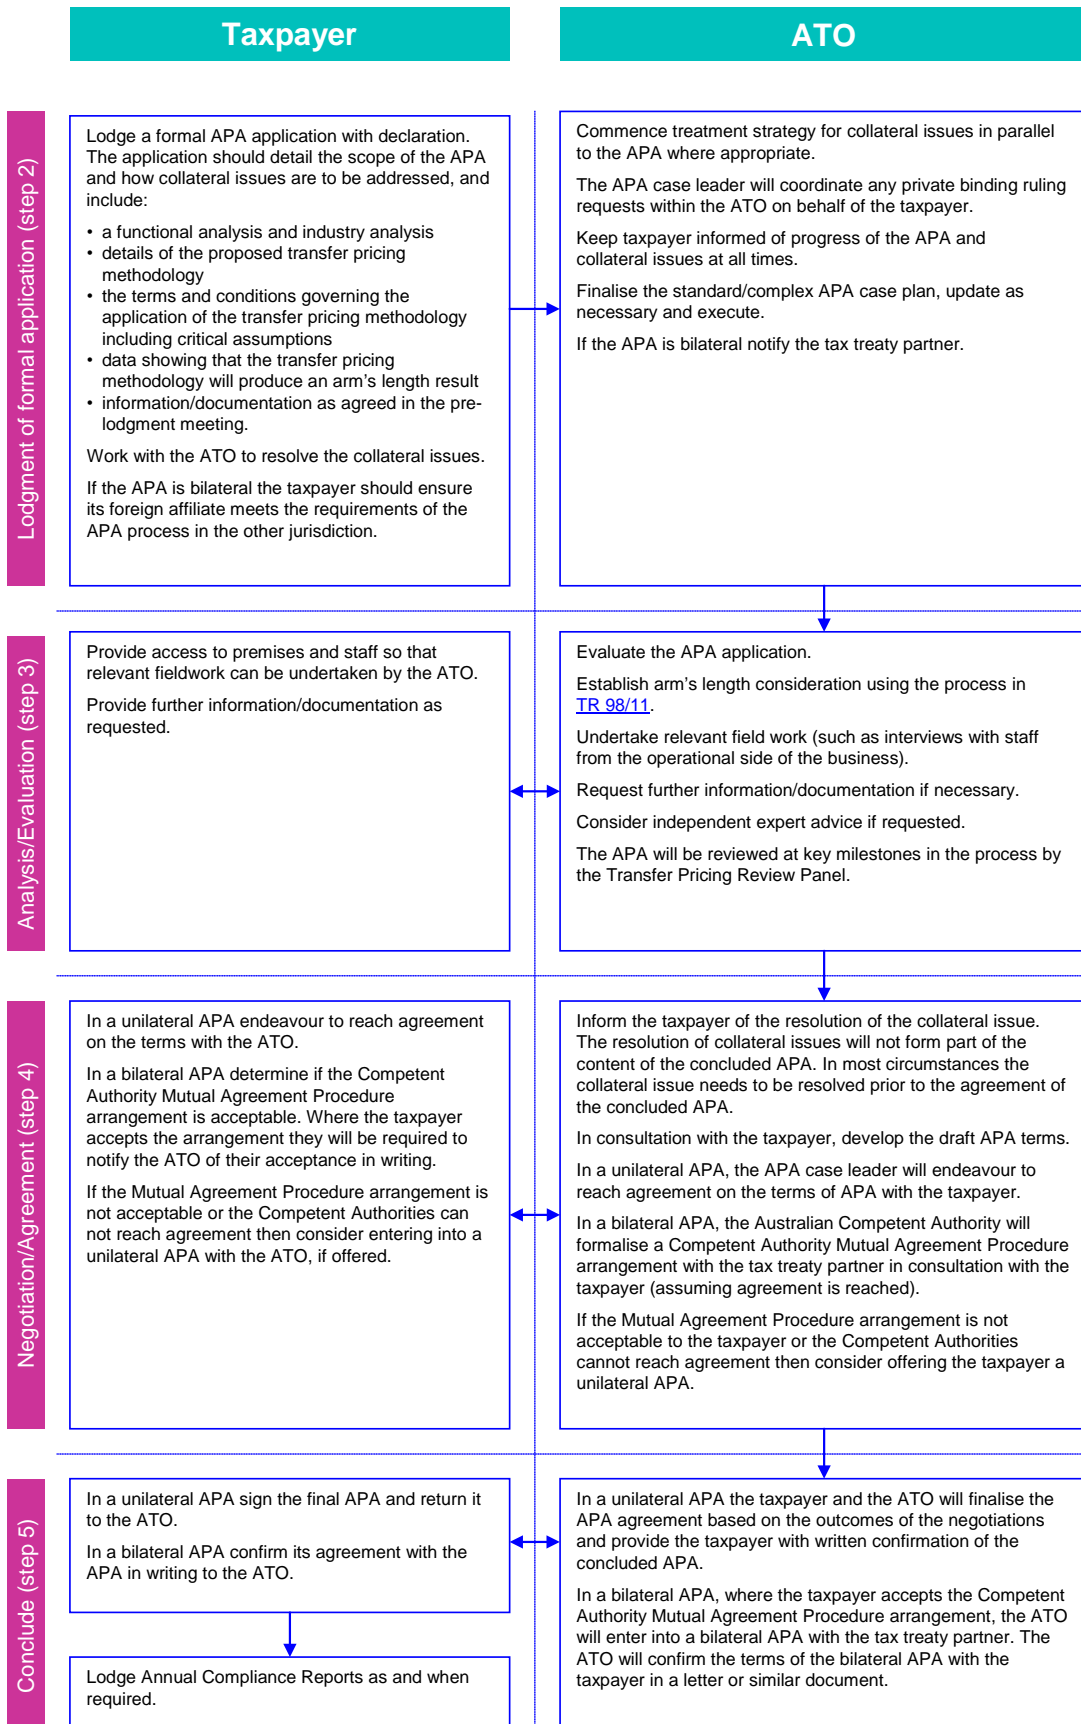 Taxpayer
ATO
Lodgment of formal application (step 2)
Lodge a formal APA application with declaration.
The application should detail the scope of the APA
and how collateral issues are to be addressed, and
include:
• a functional analysis and industry analysis
• details of the proposed transfer pricing
methodology
• the terms and conditions governing the
application of the transfer pricing methodology
including critical assumptions
• data showing that the transfer pricing
methodology will produce an arm's length result
• information/documentation as agreed in the pre-
lodgment meeting.
Work with the ATO to resolve the collateral issues.
If the APA is bilateral the taxpayer should ensure
its foreign affiliate meets the requirements of the
APA process in the other jurisdiction.
Commence treatment strategy for collateral issues in parallel
to the APA where appropriate.
The APA case leader will coordinate any private binding ruling
requests within the ATO on behalf of the taxpayer.
Keep taxpayer informed of progress of the APA and
collateral issues at all times.
Finalise the standard/complex APA case plan, update as
necessary and execute.
If the APA is bilateral notify the tax treaty partner.
Analysis/Evaluation (step 3)
Provide access to premises and staff so that
relevant fieldwork can be undertaken by the ATO.
Provide further information/documentation as
requested.
Evaluate the APA application.
Establish arm's length consideration using the process in
TR 98/11.
Undertake relevant field work (such as interviews with staff
from the operational side of the business).
Request further information/documentation if necessary.
Consider independent expert advice if requested.
The APA will be reviewed at key milestones in the process by
the Transfer Pricing Review Panel.
Negotiation/Agreement (step 4)
In a unilateral APA endeavour to reach agreement
on the terms with the ATO.
In a bilateral APA determine if the Competent
Authority Mutual Agreement Procedure
arrangement is acceptable. Where the taxpayer
accepts the arrangement they will be required to
notify the ATO of their acceptance in writing.
If the Mutual Agreement Procedure arrangement is
not acceptable or the Competent Authorities can
not reach agreement then consider entering into a
unilateral APA with the ATO, if offered.
Inform the taxpayer of the resolution of the collateral issue.
The resolution of collateral issues will not form part of the
content of the concluded APA. In most circumstances the
collateral issue needs to be resolved prior to the agreement of
the concluded APA.
In consultation with the taxpayer, develop the draft APA terms.
In a unilateral APA, the APA case leader will endeavour to
reach agreement on the terms of APA with the taxpayer.
In a bilateral APA, the Australian Competent Authority will
formalise a Competent Authority Mutual Agreement Procedure
arrangement with the tax treaty partner in consultation with the
taxpayer (assuming agreement is reached).
If the Mutual Agreement Procedure arrangement is not
acceptable to the taxpayer or the Competent Authorities
cannot reach agreement then consider offering the taxpayer a
unilateral APA.
Conclude (step 5)
In a unilateral APA sign the final APA and return it
to the ATO.
In a bilateral APA confirm its agreement with the
APA in writing to the ATO.
Lodge Annual Compliance Reports as and when
required.
In a unilateral APA the taxpayer and the ATO will finalise the
APA agreement based on the outcomes of the negotiations
and provide the taxpayer with written confirmation of the
concluded APA.
In a bilateral APA, where the taxpayer accepts the Competent
Authority Mutual Agreement Procedure arrangement, the ATO
will enter into a bilateral APA with the tax treaty partner. The
ATO will confirm the terms of the bilateral APA with the
taxpayer in a letter or similar document.